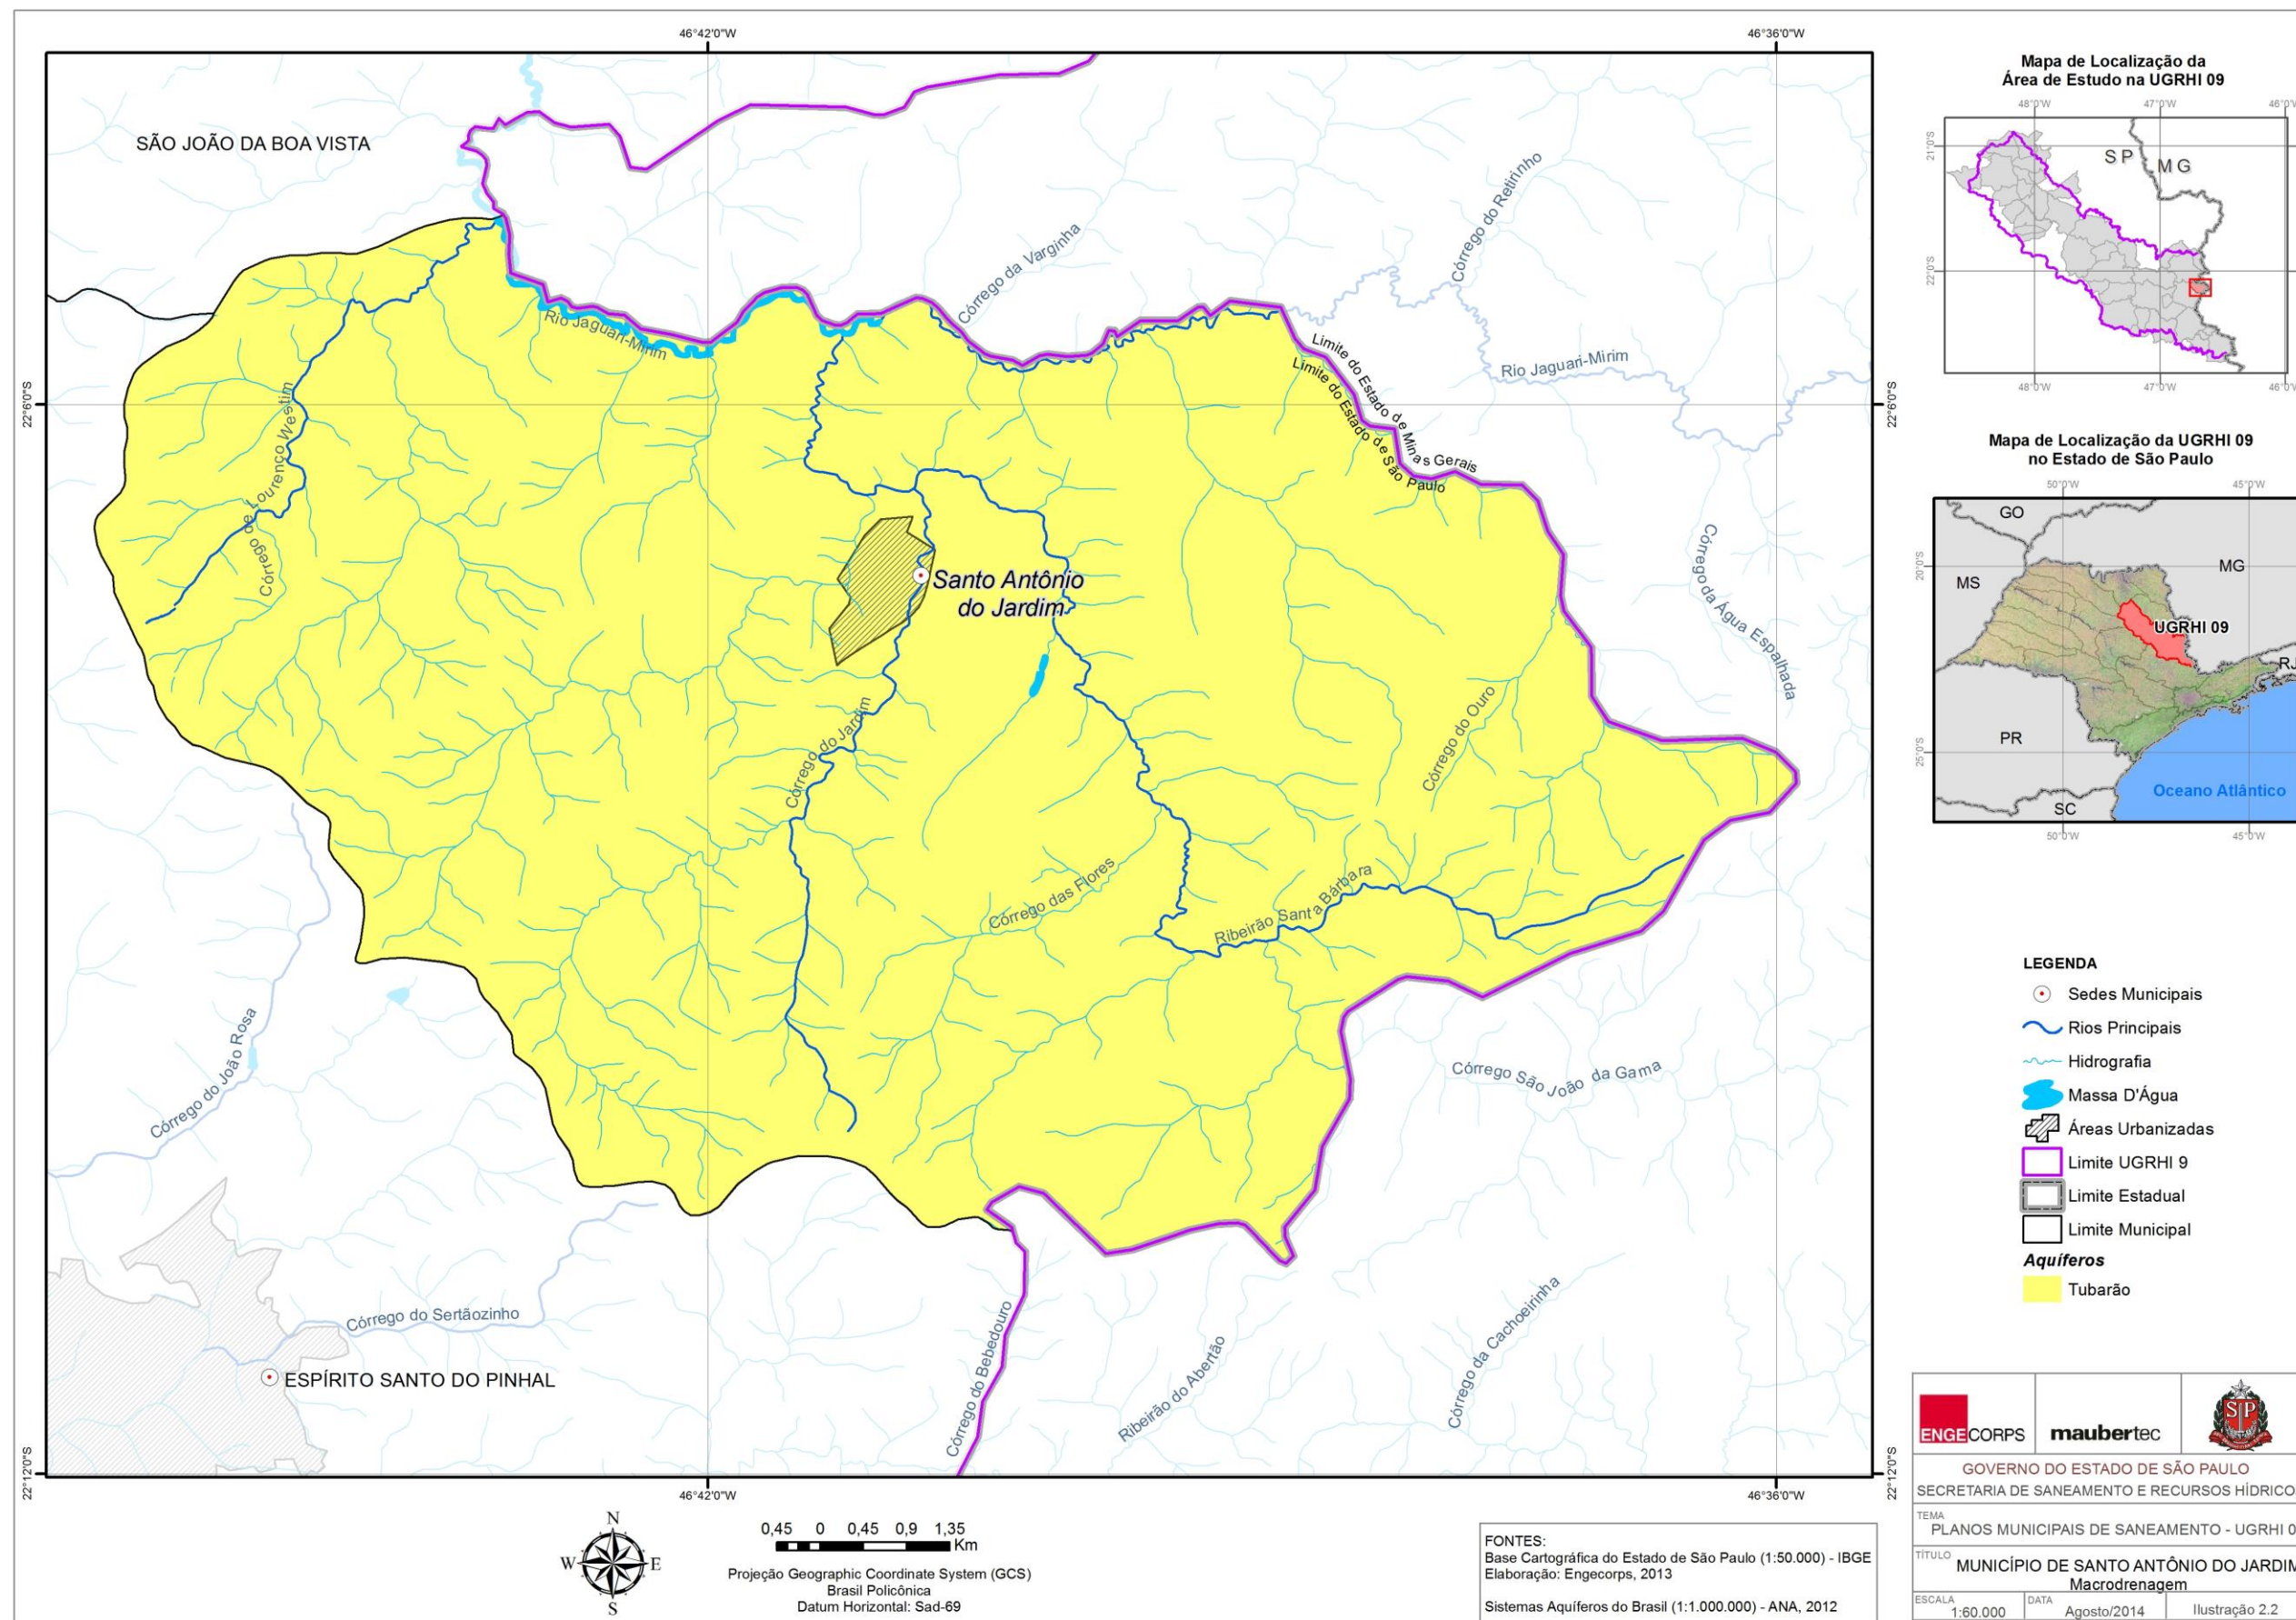 46°42'0"W
46°36'0"W
SÃO JOÃO DA BOA VISTA
Córrego do Retirinho
Córrego da Varginha
Rio Jaguari-Mirim
Limite do Estado de Minas Gerais
Limite do Estado de São Paulo
Rio Jaguari-Mirim
22°6'0"S
22°6'0"S
Córrego de Lourenço Westim
Córrego da Água Espalhada
Santo Antônio
do Jardim
Córrego do Jardim
Córrego do Ouro
Córrego das Flores
Ribeirão Santa Bárbara
Córrego do João Rosa
Córrego São João da Gama
Córrego do Sertãozinho
ESPÍRITO SANTO DO PINHAL
Córrego do Bebedouro
Ribeirão do Abertão
Córrego da Cachoeirinha
22°12'0"S
22°12'0"S
46°42'0"W
46°36'0"W
N
W
E
S
0,45 0 0,45 0,9 1,35
Km
Projeção Geographic Coordinate System (GCS)
Brasil Policônica
Datum Horizontal: Sad-69
FONTES:
Base Cartográfica do Estado de São Paulo (1:50.000) - IBGE
Elaboração: Engecorps, 2013
Sistemas Aquíferos do Brasil (1:1.000.000) - ANA, 2012
Mapa de Localização da
Área de Estudo na UGRHI 09
48°0'W
47°0'W
21°0'S
SP
MG
22°0'S
48°0'W
47°0'W
Mapa de Localização da UGRHI 09
no Estado de São Paulo
50°0'W
45°0'W
GO
MG
20°0'S
MS
UGRHI 09
RJ
PR
25°0'S
Oceano Atlântico
SC
50°0'W
45°0'W
LEGENDA
Sedes Municipais
Rios Principais
Hidrografia
Massa D'Água
Áreas Urbanizadas
Limite UGRHI 9
Limite Estadual
Limite Municipal
Aquíferos
Tubarão
ENGECORPS
maubertec
SP
GOVERNO DO ESTADO DE SÃO PAULO
SECRETARIA DE SANEAMENTO E RECURSOS HÍDRICO
TEMA
PLANOS MUNICIPAIS DE SANEAMENTO - UGRHI 0
TÍTULO
MUNICÍPIO DE SANTO ANTÔNIO DO JARDIM
Macrodrenagem
ESCALA
1:60.000
DATA
Agosto/2014
Ilustração 2.2